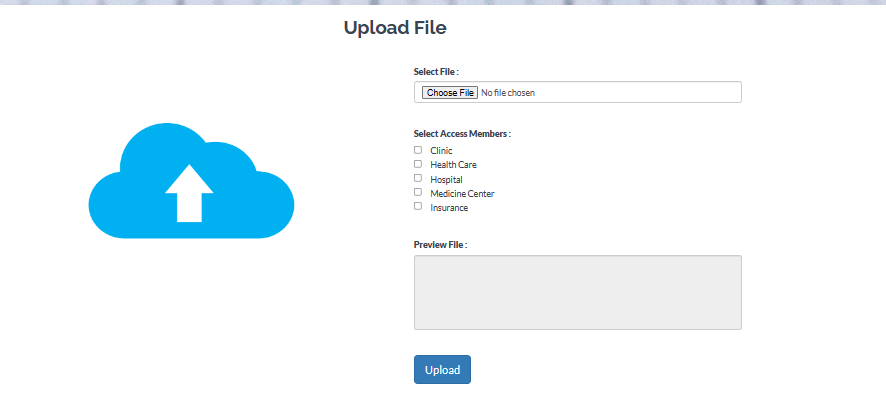 Upload File
Select File :
Choose File No file chosen
Select Access Members :
Clinic
Health Care
Hospital
Medicine Center
Insurance
Preview File :
Upload